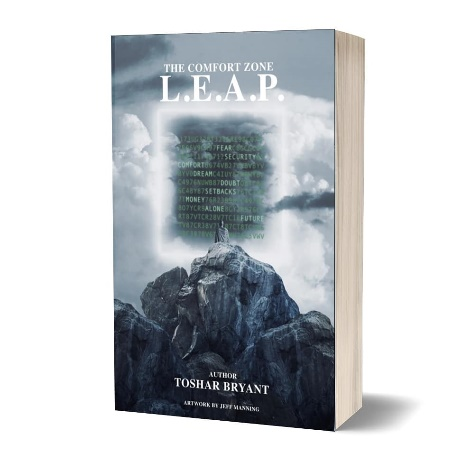 THE COMFORT ZONE
L.E.A.P.
FEAR
SECURITY
COMFORT
DREAM
DOUBT
SETBACKS
MONEY
ALONE
FUTURE
AUTHOR
TOSHAR BRYANT
ARTWORK BY JEFF MANNING